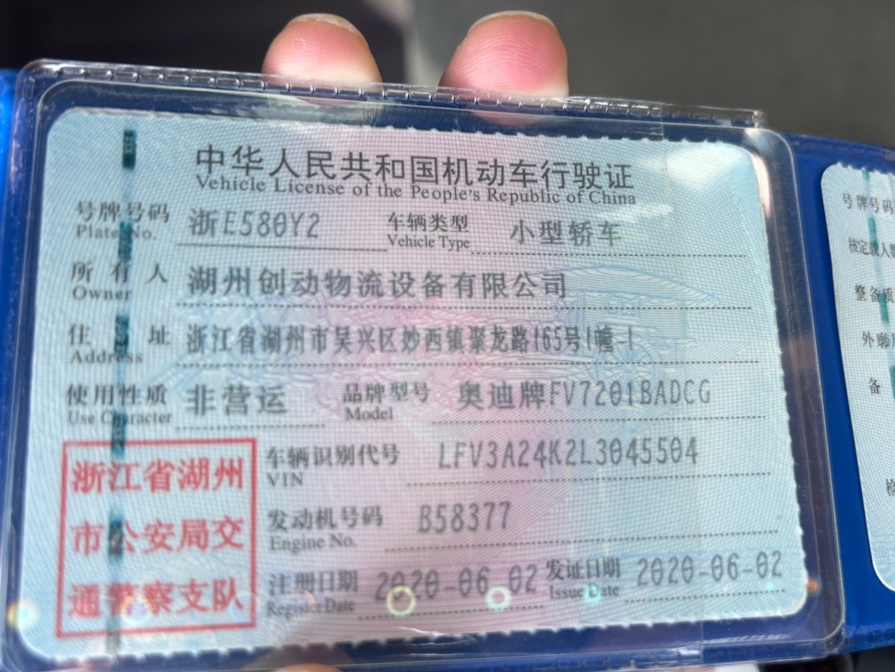 中华人民共和国机动车行驶证
Vehicle License of the People's Republic of China
号牌号码 浙E580Y2 车辆类型 小型轿车
Plate No. Vehicle Type
所有人 湖州创动物流设备有限公司
Owner
住址 浙江省湖州市吴兴区妙西镇聚龙路165号1幢-1
Address
使用性质 非营运 品牌型号 奥迪牌FV7201BADCG
Use Character Model
浙江省湖州
市公安局交
通警察支队
车辆识别代号 LFV3A24K2L3045504
VIN
发动机号码 B58377
Engine No.
注册日期 2020-06-02 发证日期 2020-06-02
Register Date Issue Date
号牌号码
核定载人
整备质
外廓
备